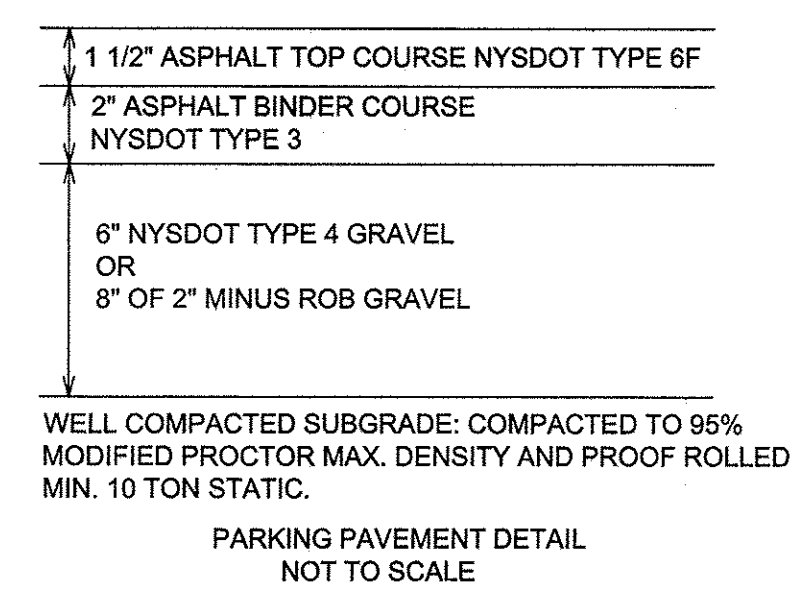 1 1/2" ASPHALT TOP COURSE NYSDOT TYPE 6F
2" ASPHALT BINDER COURSE
NYSDOT TYPE 3
6" NYSDOT TYPE 4 GRAVEL
OR
8" OF 2" MINUS ROB GRAVEL
WELL COMPACTED SUBGRADE: COMPACTED TO 95%
MODIFIED PROCTOR MAX. DENSITY AND PROOF ROLLED
MIN. 10 TON STATIC.
PARKING PAVEMENT DETAIL
NOT TO SCALE